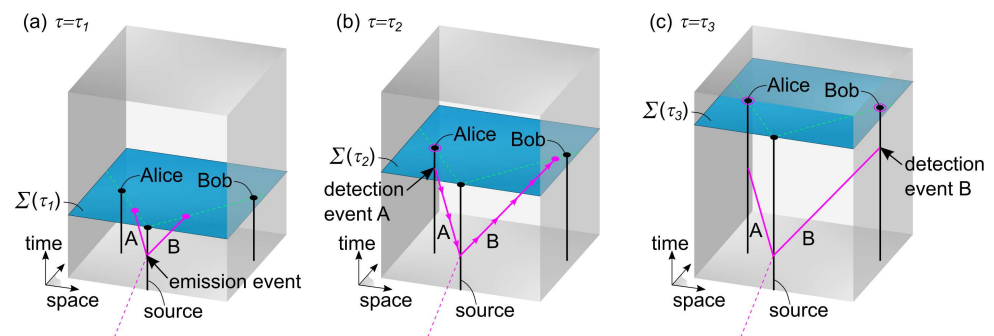 (a) τ=τ1
Alice
Bob
Σ(τ1)
A
B
time
space
emission event
source
(b) τ=τ2
Alice
Bob
Σ(τ2)
detection
event A
A
B
time
space
source
(c) τ=τ3
Alice
Bob
Σ(τ3)
detection
event B
A
B
time
space
source